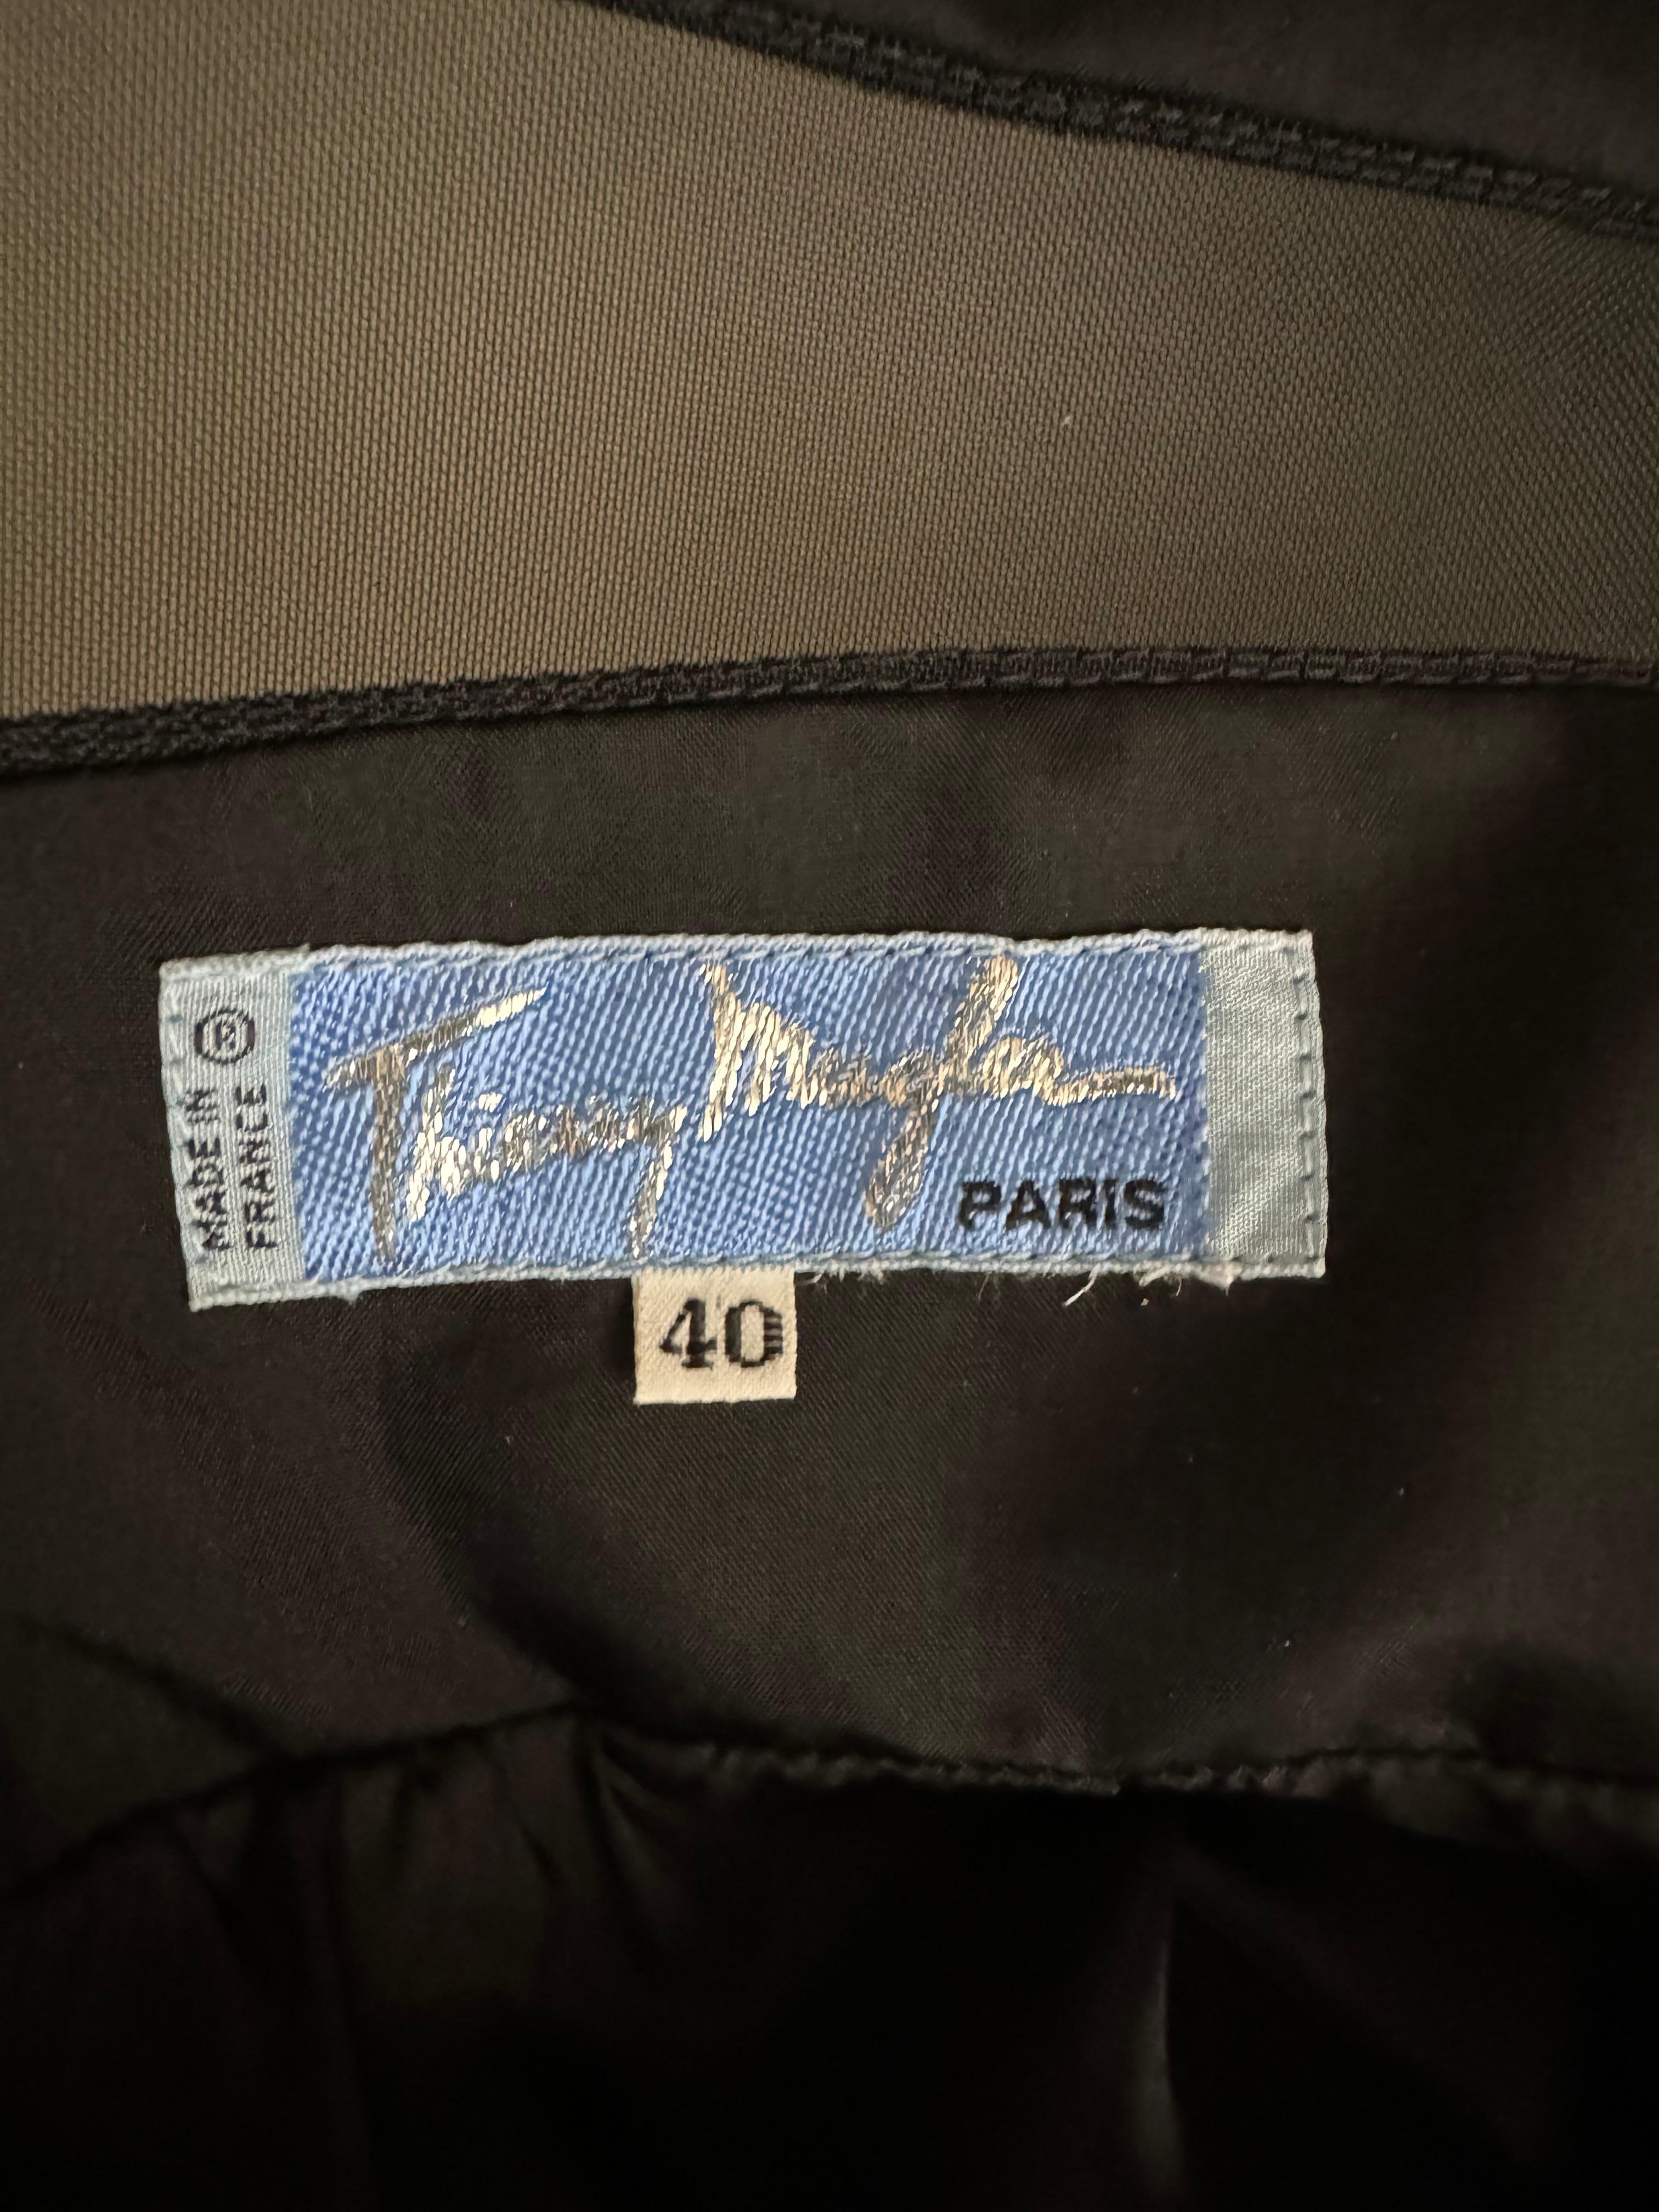 Thierry Mugler
PARIS
MADE IN
FRANCE
40